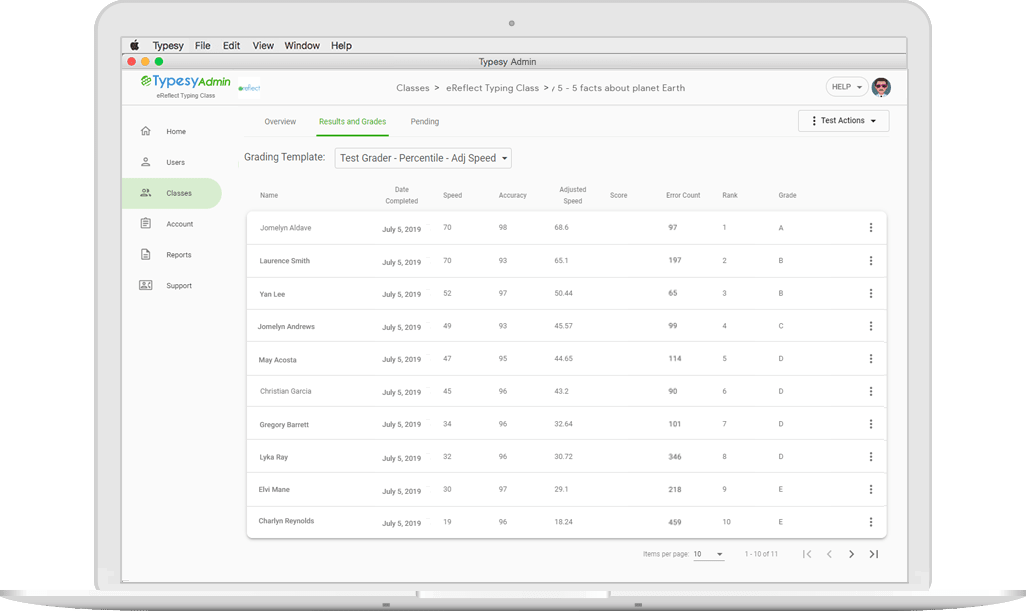 Typesy File Edit View Window Help
Typesy Admin
TypesyAdmin
eReflect Typing Class
ereflect
Classes > eReflect Typing Class > / 5 - 5 facts about planet Earth
HELP
Overview Results and Grades Pending
Test Actions
Grading Template: Test Grader - Percentile - Adj Speed
Home
Users
Classes
Account
Reports
Support
Name Date Completed Speed Accuracy Adjusted Speed Score Error Count Rank Grade
Jomelyn Aldave July 5, 2019 70 98 68.6 97 1 A
Laurence Smith July 5, 2019 70 93 65.1 197 2 B
Yan Lee July 5, 2019 52 97 50.44 65 3 B
Jomelyn Andrews July 5, 2019 49 93 45.57 99 4 C
May Acosta July 5, 2019 47 95 44.65 114 5 D
Christian Garcia July 5, 2019 45 96 43.2 90 6 D
Gregory Barrett July 5, 2019 34 96 32.64 101 7 D
Lyka Ray July 5, 2019 32 96 30.72 346 8 D
Elvi Mane July 5, 2019 30 97 29.1 218 9 E
Charlyn Reynolds July 5, 2019 19 96 18.24 459 10 E
Items per page: 10 1 - 10 of 11